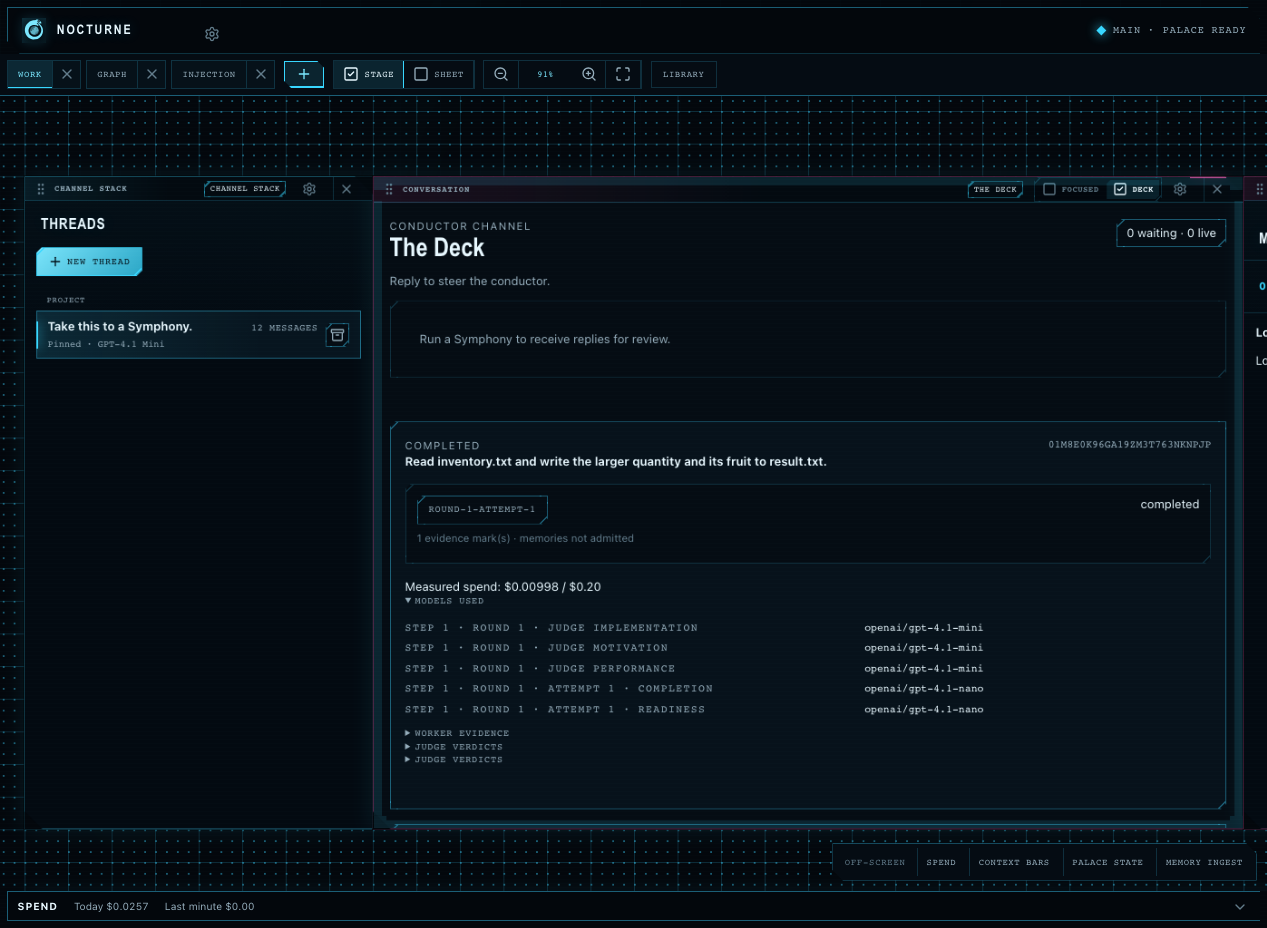 NOCTURNE
MAIN · PALACE READY
WORK
GRAPH
INJECTION
STAGE
SHEET
91%
LIBRARY
CHANNEL STACK
CHANNEL STACK
THREADS
+ NEW THREAD
PROJECT
Take this to a Symphony.
12 MESSAGES
Pinned · GPT-4.1 Mini
CONVERSATION
THE DECK
FOCUSED
DECK
CONDUCTOR CHANNEL
The Deck
0 waiting · 0 live
Reply to steer the conductor.
Run a Symphony to receive replies for review.
COMPLETED
01M8E0K96GA19ZM3T763NKNPJP
Read inventory.txt and write the larger quantity and its fruit to result.txt.
ROUND-1-ATTEMPT-1
completed
1 evidence mark(s) · memories not admitted
Measured spend: $0.00998 / $0.20
▼ MODELS USED
STEP 1 · ROUND 1 · JUDGE IMPLEMENTATION openai/gpt-4.1-mini
STEP 1 · ROUND 1 · JUDGE MOTIVATION openai/gpt-4.1-mini
STEP 1 · ROUND 1 · JUDGE PERFORMANCE openai/gpt-4.1-mini
STEP 1 · ROUND 1 · ATTEMPT 1 · COMPLETION openai/gpt-4.1-nano
STEP 1 · ROUND 1 · ATTEMPT 1 · READINESS openai/gpt-4.1-nano
▶ WORKER EVIDENCE
▶ JUDGE VERDICTS
▶ JUDGE VERDICTS
OFF-SCREEN
SPEND
CONTEXT BARS
PALACE STATE
MEMORY INGEST
SPEND Today $0.0257 Last minute $0.00